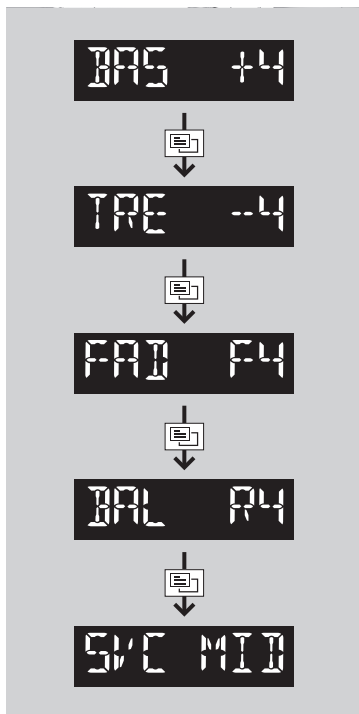 BAS +4
TRE -4
FAD F4
BAL R4
SVC MID